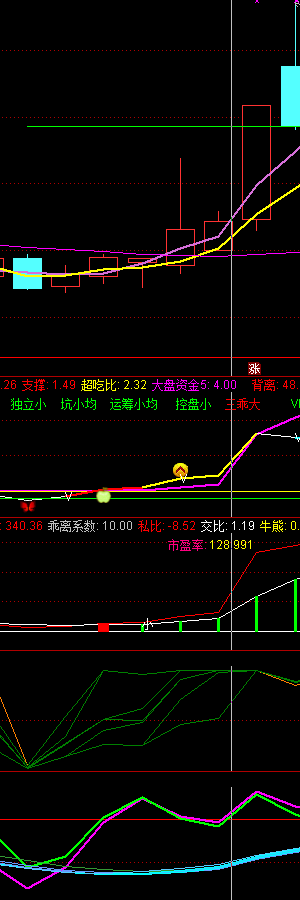 涨
.26 支撑: 1.49 超吃比: 2.32 大盘资金5: 4.00 背离: 48.
独立小 坑小均 运筹小均 控盘小 王乖大 VI
: 340.36 乖离系数: 10.00 私比: -8.52 交比: 1.19 牛熊: 0.
市盈率: 128.991